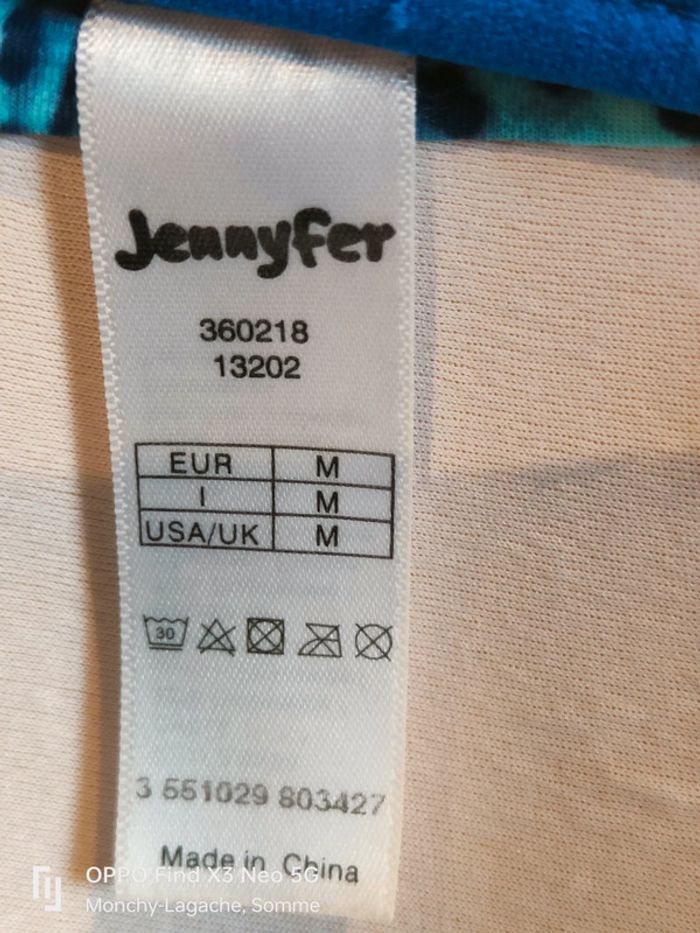 Jennyfer
360218
13202
EUR M
I M
USA/UK M
30
3 551029 803427
Made in China
OPPO Find X3 Neo 5G
Monchy-Lagache, Somme